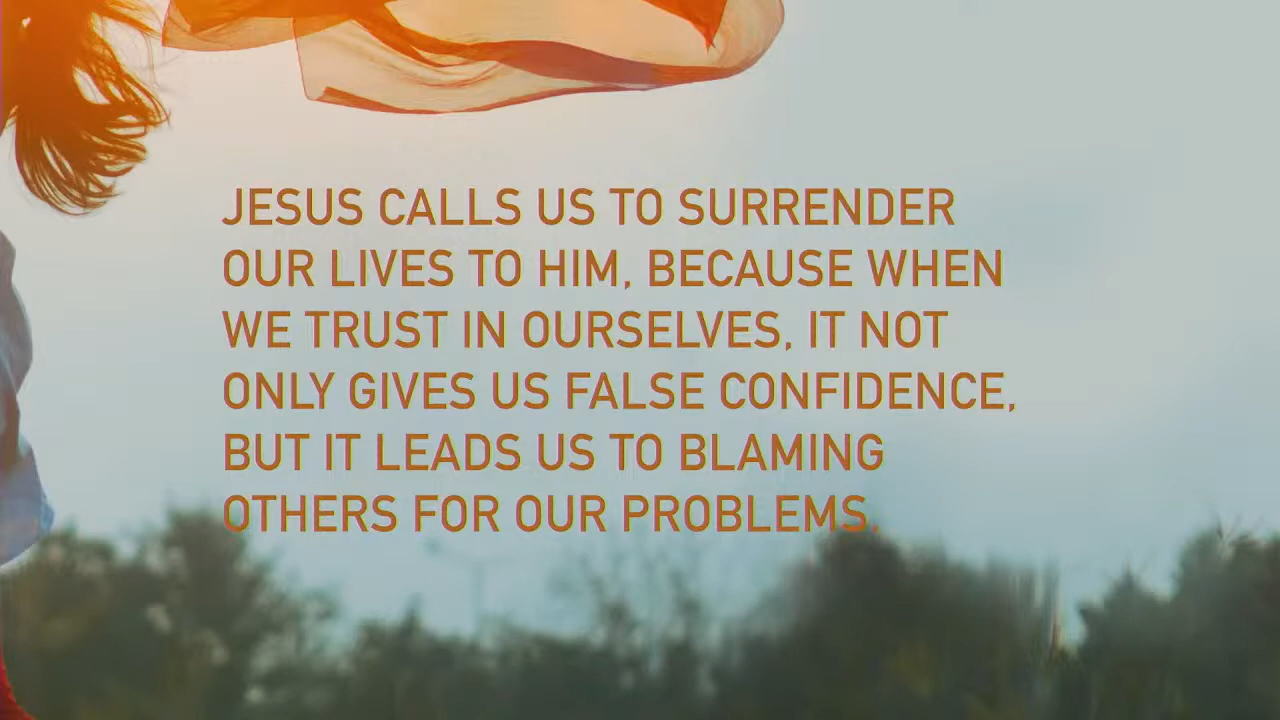 JESUS CALLS US TO SURRENDER
OUR LIVES TO HIM, BECAUSE WHEN
WE TRUST IN OURSELVES, IT NOT
ONLY GIVES US FALSE CONFIDENCE,
BUT IT LEADS US TO BLAMING
OTHERS FOR OUR PROBLEMS.